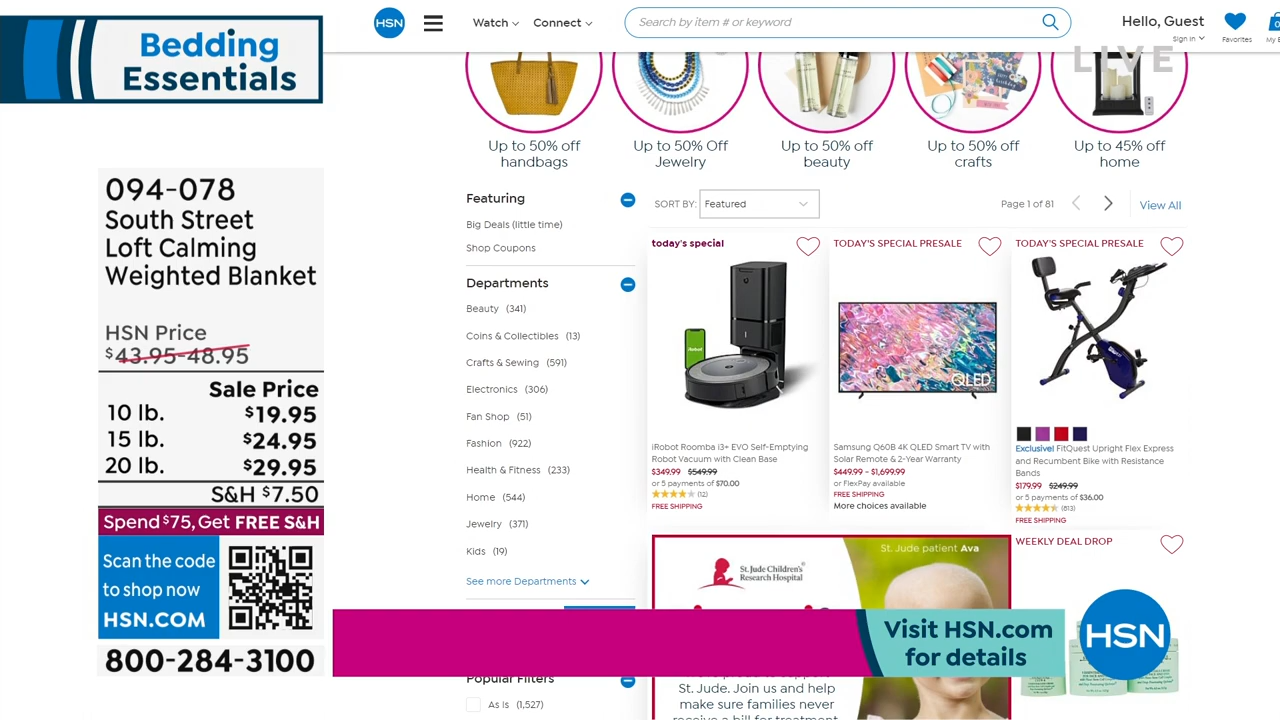 Bedding
Essentials
094-078
South Street
Loft Calming
Weighted Blanket
HSN Price
$43.95-48.95
Sale Price
10 lb. $19.95
15 lb. $24.95
20 lb. $29.95
S&H $7.50
Spend $75, Get FREE S&H
Scan the code
to shop now
HSN.COM
800-284-3100
HSN
Watch
Connect
Search by item # or keyword
Hello, Guest
Sign In
Favorites
LIVE
Up to 50% off
handbags
Up to 50% Off
Jewelry
Up to 50% off
beauty
Up to 50% off
crafts
Up to 45% off
home
Featuring
Big Deals (little time)
Shop Coupons
Departments
Beauty (341)
Coins & Collectibles (13)
Crafts & Sewing (591)
Electronics (306)
Fan Shop (51)
Fashion (922)
Health & Fitness (233)
Home (544)
Jewelry (371)
Kids (19)
See more Departments
Popular Filters
As Is (1,527)
SORT BY: Featured
Page 1 of 81
View All
today's special
iRobot
iRobot Roomba i3+ EVO Self-Emptying
Robot Vacuum with Clean Base
$349.99 $549.99
or 5 payments of $70.00
(12)
FREE SHIPPING
TODAY'S SPECIAL PRESALE
QLED
Samsung Q60B 4K QLED Smart TV with
Solar Remote & 2-Year Warranty
$449.99 - $1,699.99
or FlexPay available
FREE SHIPPING
More choices available
TODAY'S SPECIAL PRESALE
Exclusive! FitQuest Upright Flex Express
and Recumbent Bike with Resistance
Bands
$179.99 $249.99
or 5 payments of $36.00
(813)
FREE SHIPPING
St. Jude Children's
Research Hospital
St. Jude patient Ava
St. Jude. Join us and help
make sure families never
receive a bill for treatment,
WEEKLY DEAL DROP
Visit HSN.com
for details
HSN